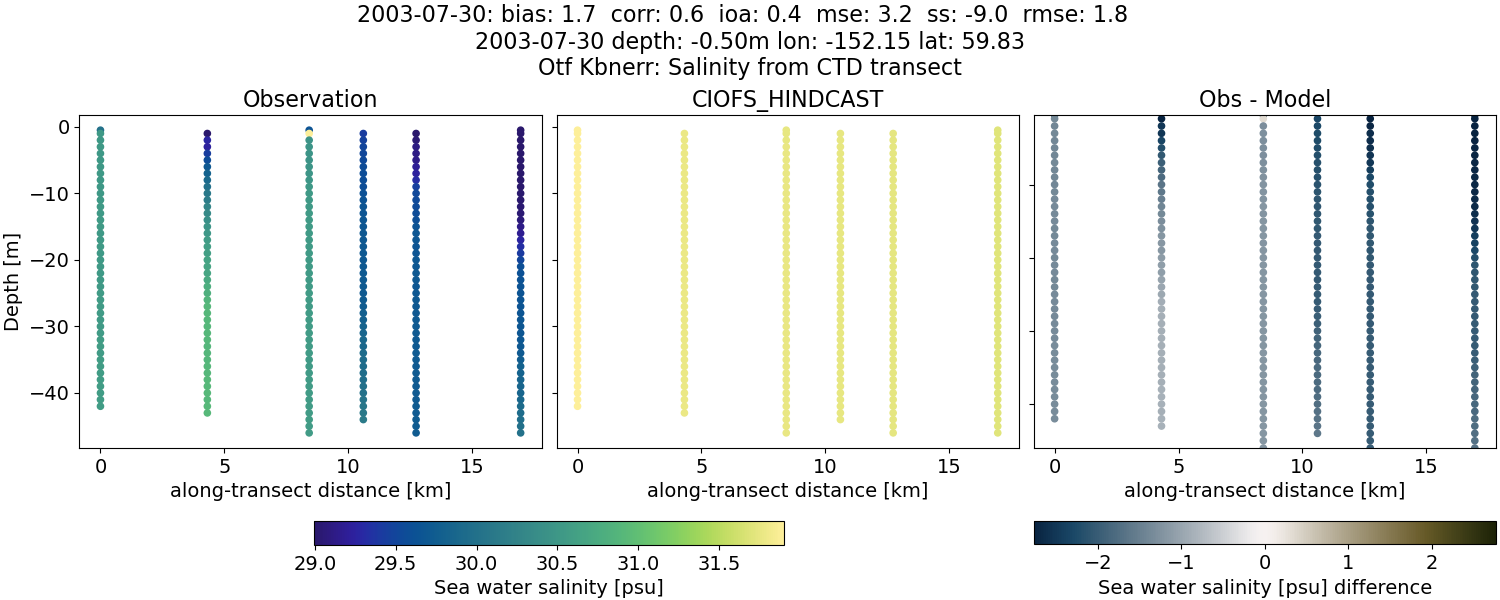 2003-07-30: bias: 1.7  corr: 0.6  ioa: 0.4  mse: 3.2  ss: -9.0  rmse: 1.8
2003-07-30 depth: -0.50m lon: -152.15 lat: 59.83
Otf Kbnerr: Salinity from CTD transect
Observation
CIOFS_HINDCAST
Obs - Model
Depth [m]
0
−10
−20
−30
−40
0 5 10 15
0 5 10 15
0 5 10 15
along-transect distance [km]
along-transect distance [km]
along-transect distance [km]
29.0 29.5 30.0 30.5 31.0 31.5
Sea water salinity [psu]
−2 −1 0 1 2
Sea water salinity [psu] difference